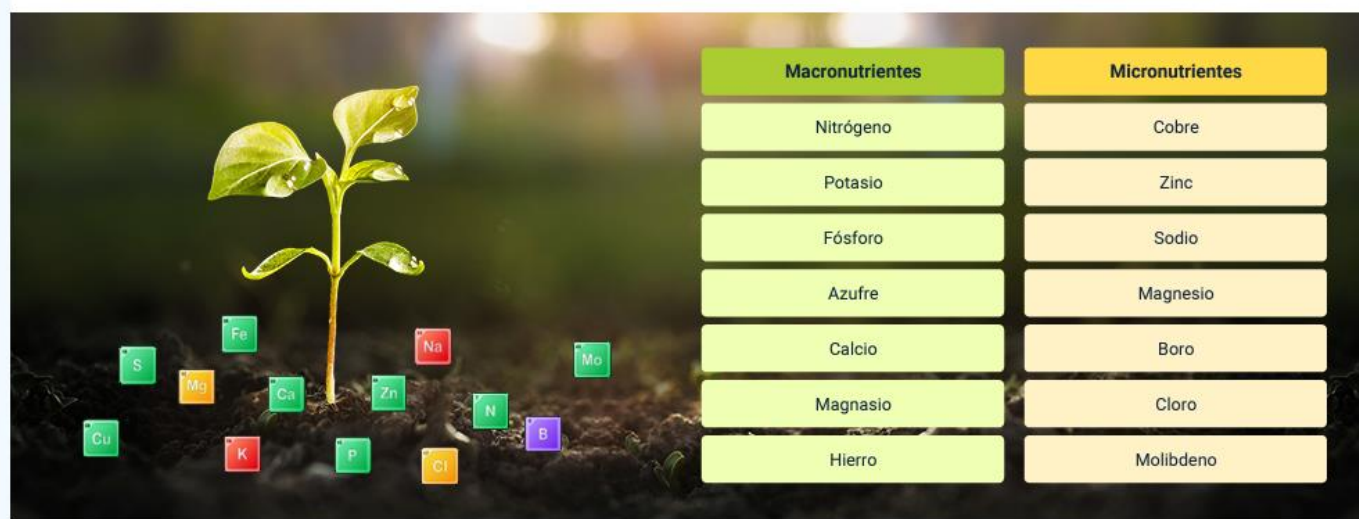 Macronutrientes Micronutrientes
Nitrógeno Cobre
Potasio Zinc
Fósforo Sodio
Azufre Magnesio
Calcio Boro
Magnasio Cloro
Hierro Molibdeno
Fe
Na
S
Mo
Mg
Ca
Zn
N
B
Cu
K
P
Cl